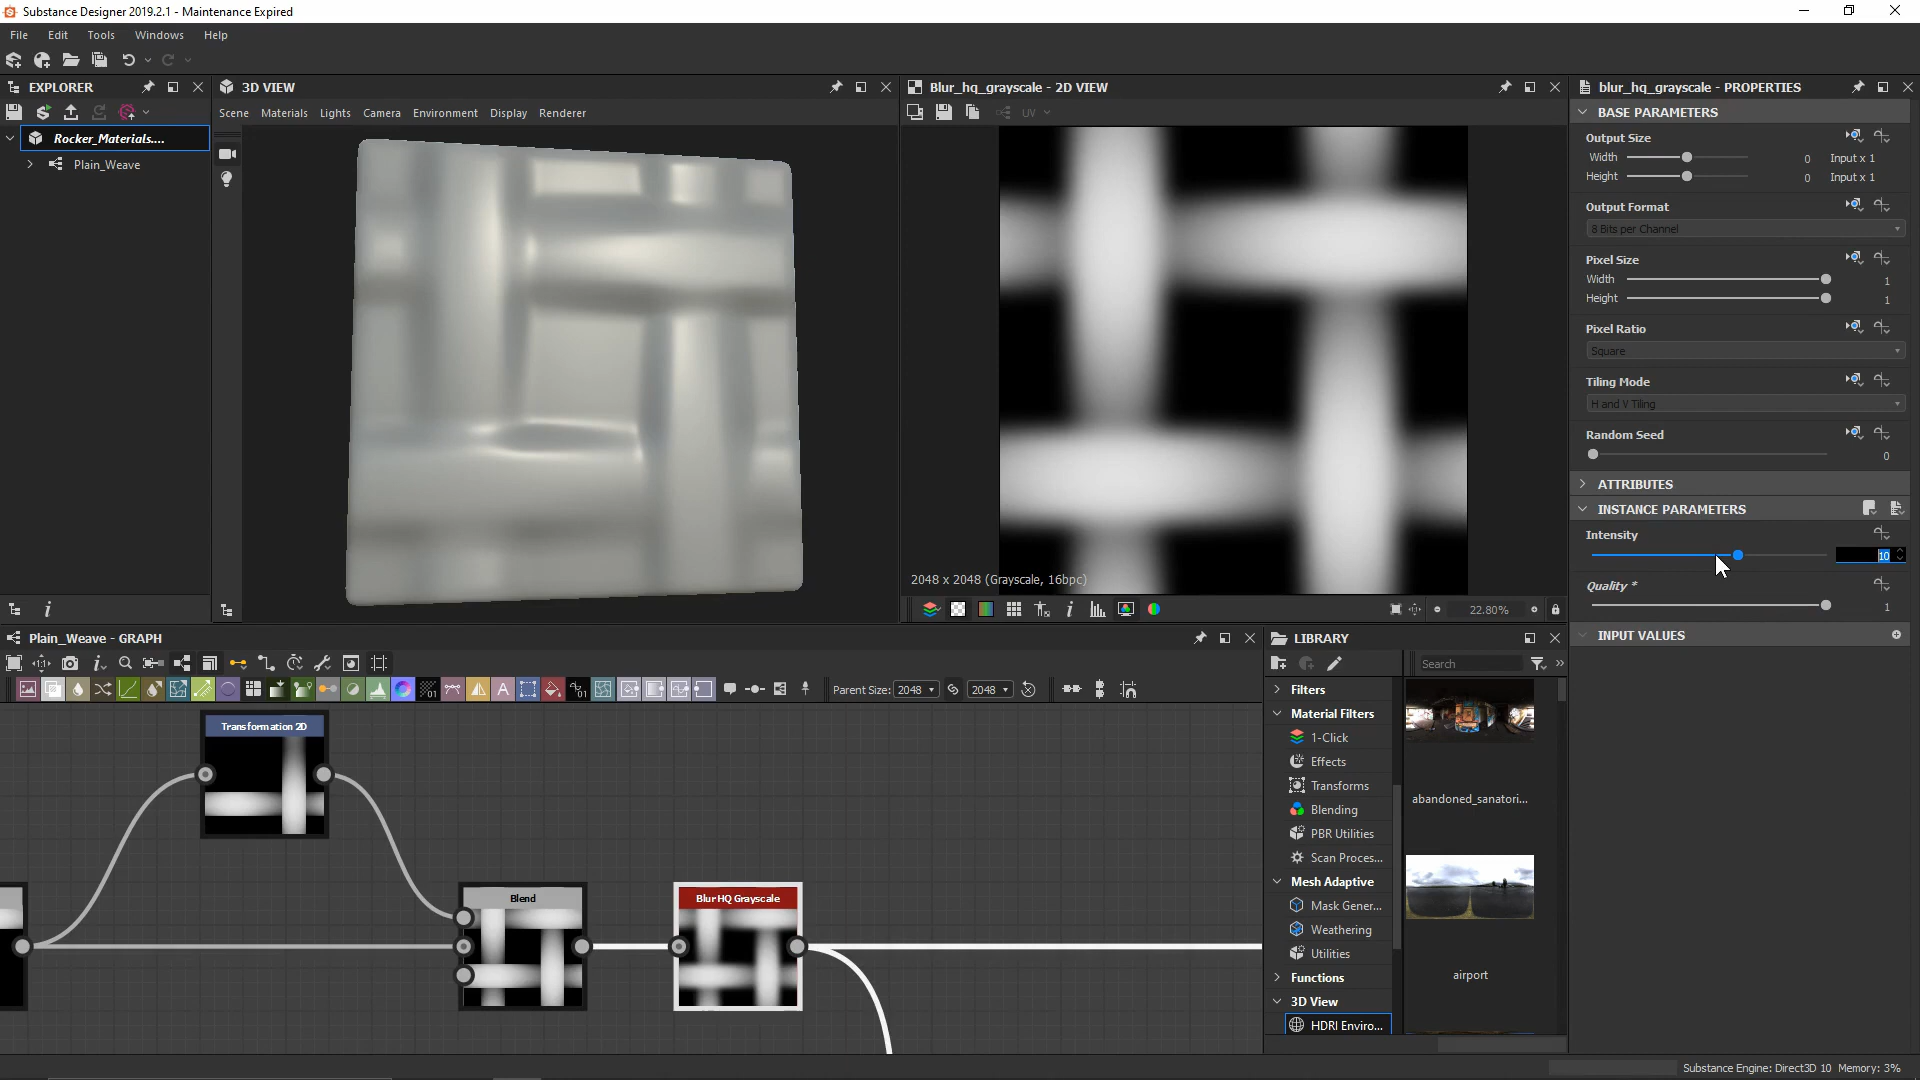 Substance Designer 2019.2.1 - Maintenance Expired
File Edit Tools Windows Help
EXPLORER
Rocker_Materials....
Plain_Weave
3D VIEW
Scene Materials Lights Camera Environment Display Renderer
Blur_hq_grayscale - 2D VIEW
UV
2048 x 2048 (Grayscale, 16bpc)
22.80%
blur_hq_grayscale - PROPERTIES
BASE PARAMETERS
Output Size
Width 0 Input x 1
Height 0 Input x 1
Output Format
8 Bits per Channel
Pixel Size
Width 1
Height 1
Pixel Ratio
Square
Tiling Mode
H and V Tiling
Random Seed
0
ATTRIBUTES
INSTANCE PARAMETERS
Intensity
10
Quality *
1
INPUT VALUES
Plain_Weave - GRAPH
Parent Size: 2048 2048
Transformation 2D
Blend
Blur HQ Grayscale
LIBRARY
Search
Filters
Material Filters
1-Click
Effects
Transforms
Blending
PBR Utilities
Scan Proces...
Mesh Adaptive
Mask Gener...
Weathering
Utilities
Functions
3D View
HDRI Enviro...
abandoned_sanatori...
airport
Substance Engine: Direct3D 10 Memory: 3%